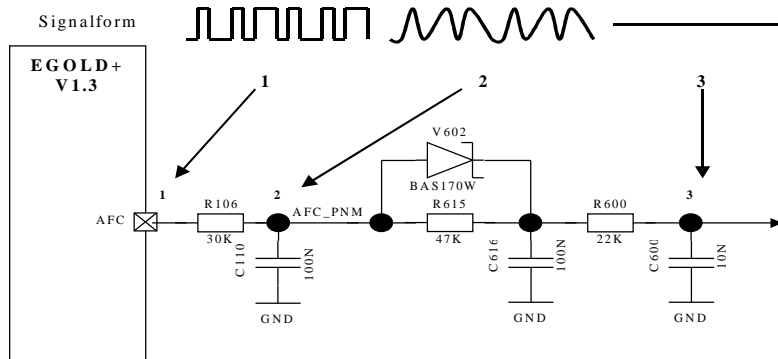 Signalform
EGOLD+
V1.3
1
2
3
V602
BAS170W
1
R106
2
AFC_PNM
R615
R600
3
AFC
30K
47K
22K
C110
100N
C616
100N
C600
10N
GND
GND
GND